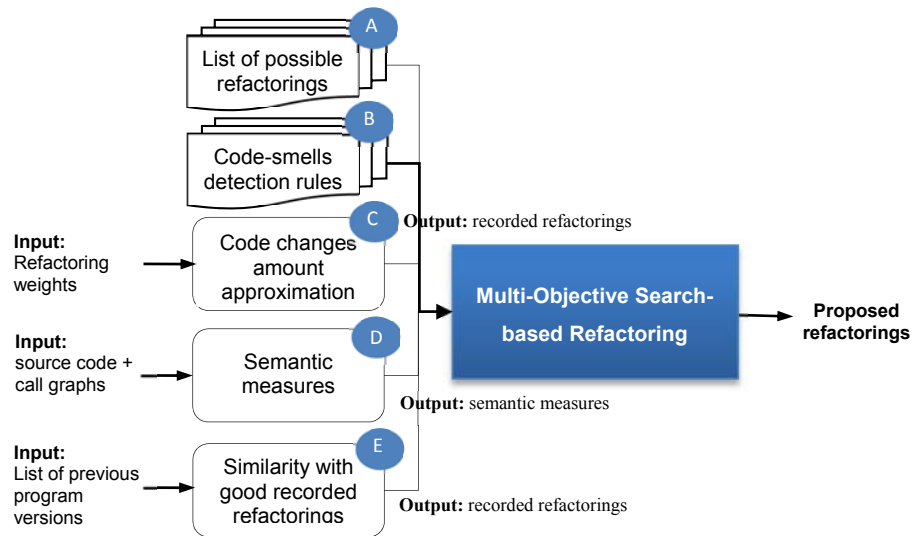 A
List of possible
refactorings
B
Code-smells
detection rules
C
Output: recorded refactorings
Input:
Refactoring
weights
Code changes
amount
approximation
Multi-Objective Search-
based Refactoring
Proposed
refactorings
D
Input:
source code +
call graphs
Semantic
measures
Output: semantic measures
E
Input:
List of previous
program
versions
Similarity with
good recorded
refactorings
Output: recorded refactorings